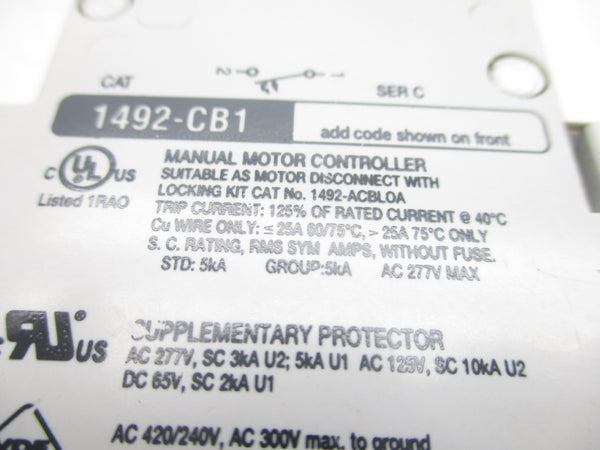 2 1
CAT SER C
1492-CB1 add code shown on front
c UL us
Listed 1RAO
MANUAL MOTOR CONTROLLER
SUITABLE AS MOTOR DISCONNECT WITH
LOCKING KIT CAT No. 1492-ACBLOA
TRIP CURRENT: 125% OF RATED CURRENT @ 40°C
Cu WIRE ONLY: ≤ 25A 60/75°C, > 25A 75°C ONLY
S. C. RATING, RMS SYM AMPS, WITHOUT FUSE.
STD: 5kA GROUP:5kA AC 277V MAX
c RU us
SUPPLEMENTARY PROTECTOR
AC 277V, SC 3kA U2; 5kA U1 AC 125V, SC 10kA U2
DC 65V, SC 2kA U1
AC 420/240V, AC 300V max. to ground